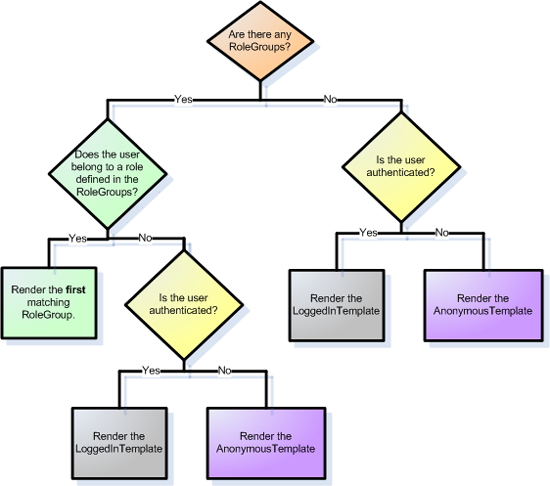 Are there any
RoleGroups?
Yes
No
Does the user
belong to a role
defined in the
RoleGroups?
Is the user
authenticated?
Yes
No
Yes
No
Render the first
matching
RoleGroup.
Is the user
authenticated?
Render the
LoggedInTemplate
Render the
AnonymousTemplate
Yes
No
Render the
LoggedInTemplate
Render the
AnonymousTemplate